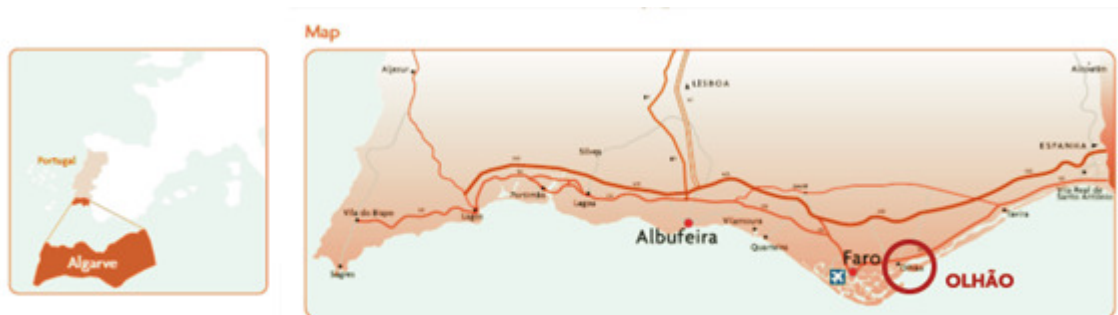 Map
Portugal
Algarve
Aljezur
LISBOA
Alcoutim
Silves
ESPANHA
Portimão
Lagoa
Lagos
Vila do Bispo
Sagres
Albufeira
Vilamoura
Quarteira
Vila Real de
Santo António
Tavira
Faro
Olhão
OLHÃO